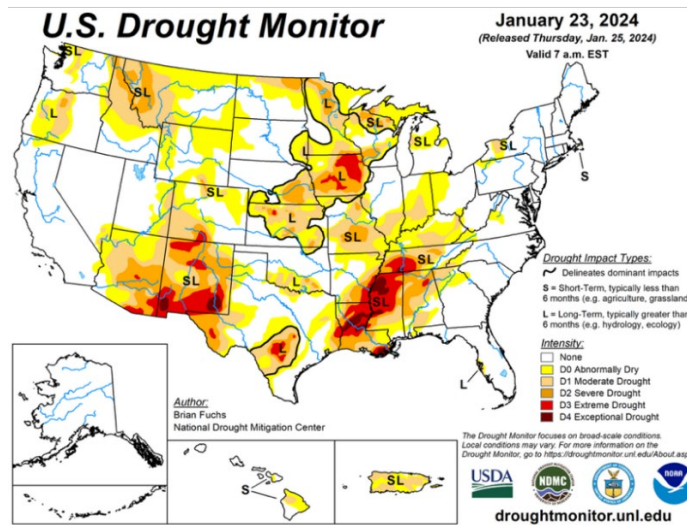 U.S. Drought Monitor
January 23, 2024
(Released Thursday, Jan. 25, 2024)
Valid 7 a.m. EST
SL
L
SL
SL
L
L
L
L
SL
SL
SL
SL
SL
SL
SL
L
L
S
SL
S
SL
Drought Impact Types:
Delineates dominant impacts
S = Short-Term, typically less than
6 months (e.g. agriculture, grassland
L = Long-Term, typically greater than
6 months (e.g. hydrology, ecology)
Intensity:
None
D0 Abnormally Dry
D1 Moderate Drought
D2 Severe Drought
D3 Extreme Drought
D4 Exceptional Drought
Author:
Brian Fuchs
National Drought Mitigation Center
The Drought Monitor focuses on broad-scale conditions.
Local conditions may vary. For more information on the
Drought Monitor, go to https://droughtmonitor.unl.edu/About.asp
USDA
NDMC
NOAA
droughtmonitor.unl.edu